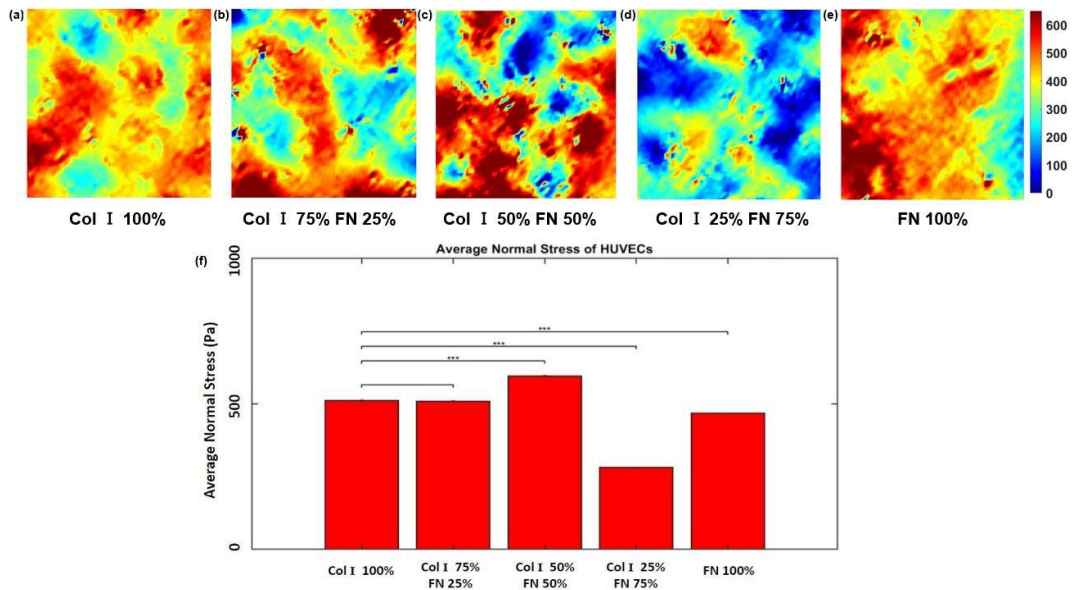 (a) (b) (c) (d) (e)
600
500
400
300
200
100
0
Col I 100% Col I 75% FN 25% Col I 50% FN 50% Col I 25% FN 75% FN 100%
(f) Average Normal Stress of HUVECs
Average Normal Stress (Pa)
1000
500
0
***
***
***
Col I 100% Col I 75% Col I 50% Col I 25% FN 100%
FN 25% FN 50% FN 75%